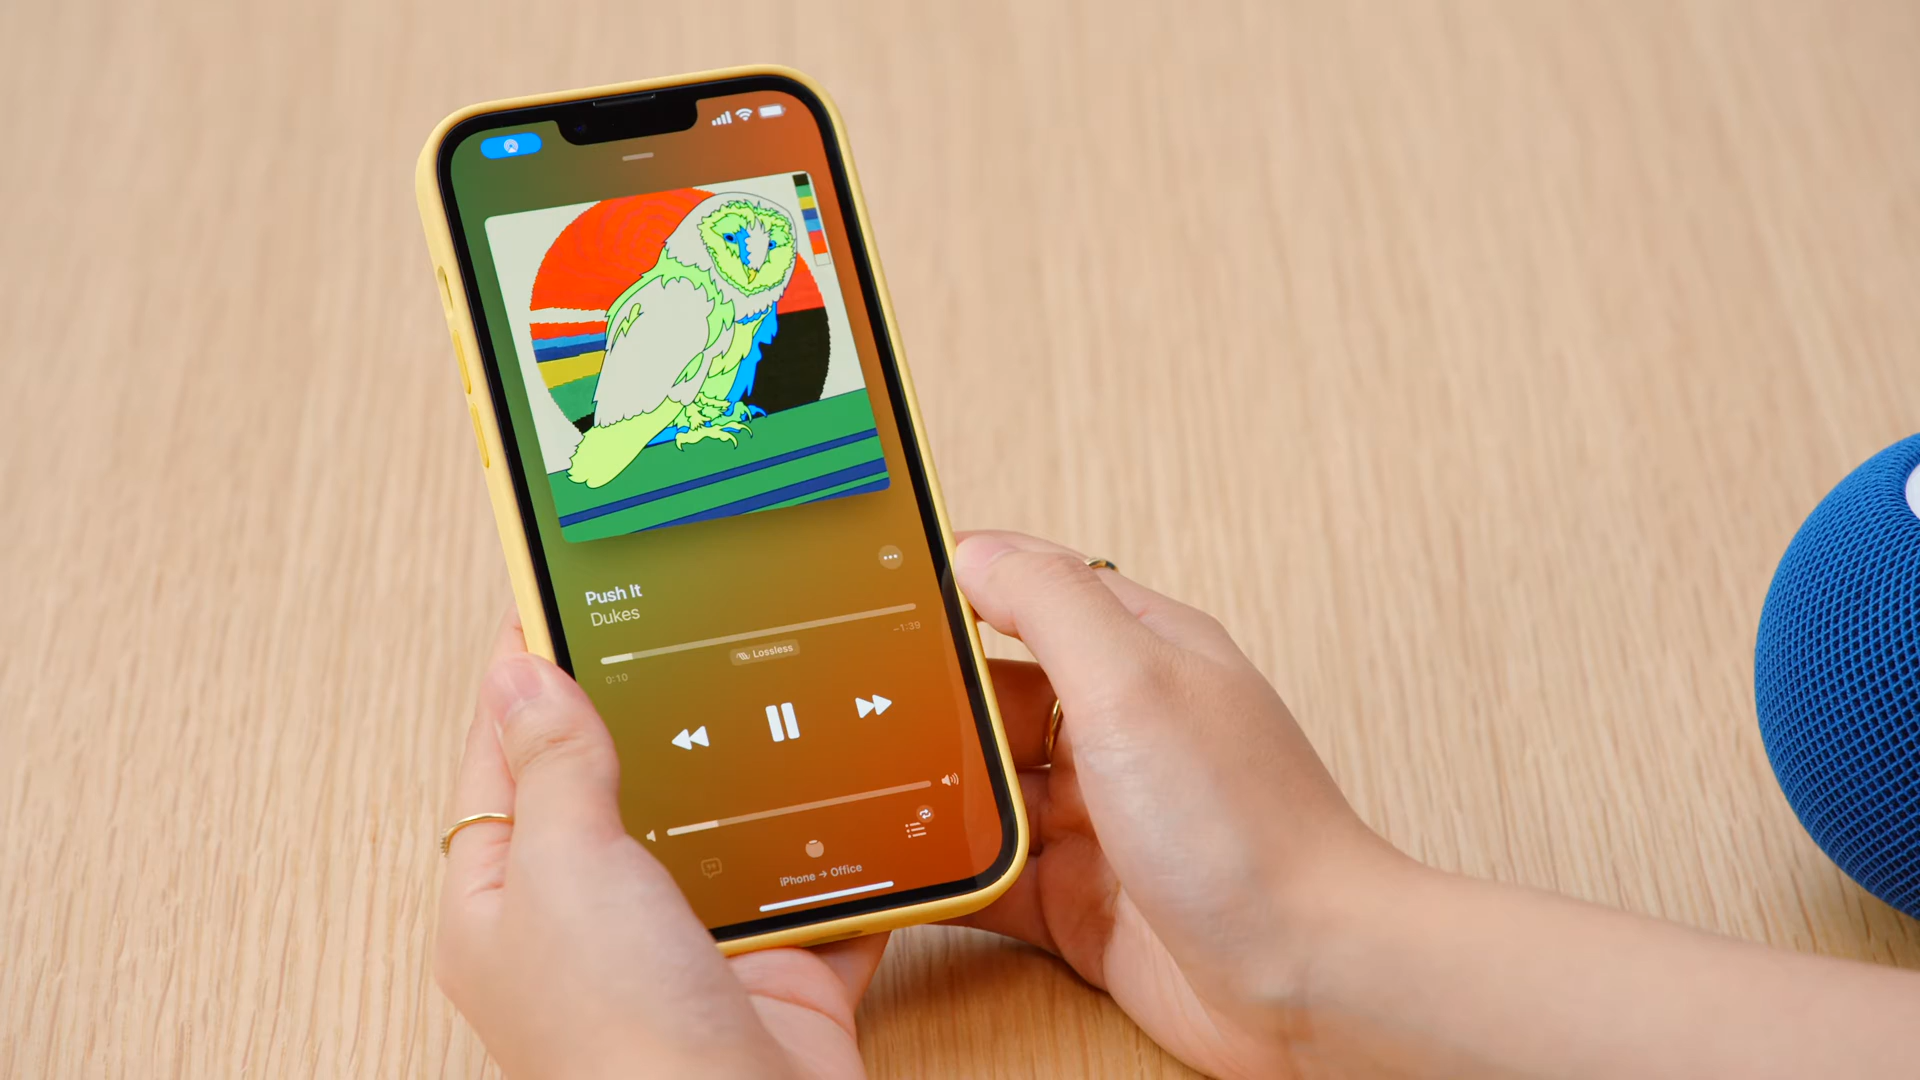 Push It
Dukes
0:10
Lossless
-1:39
iPhone → Office